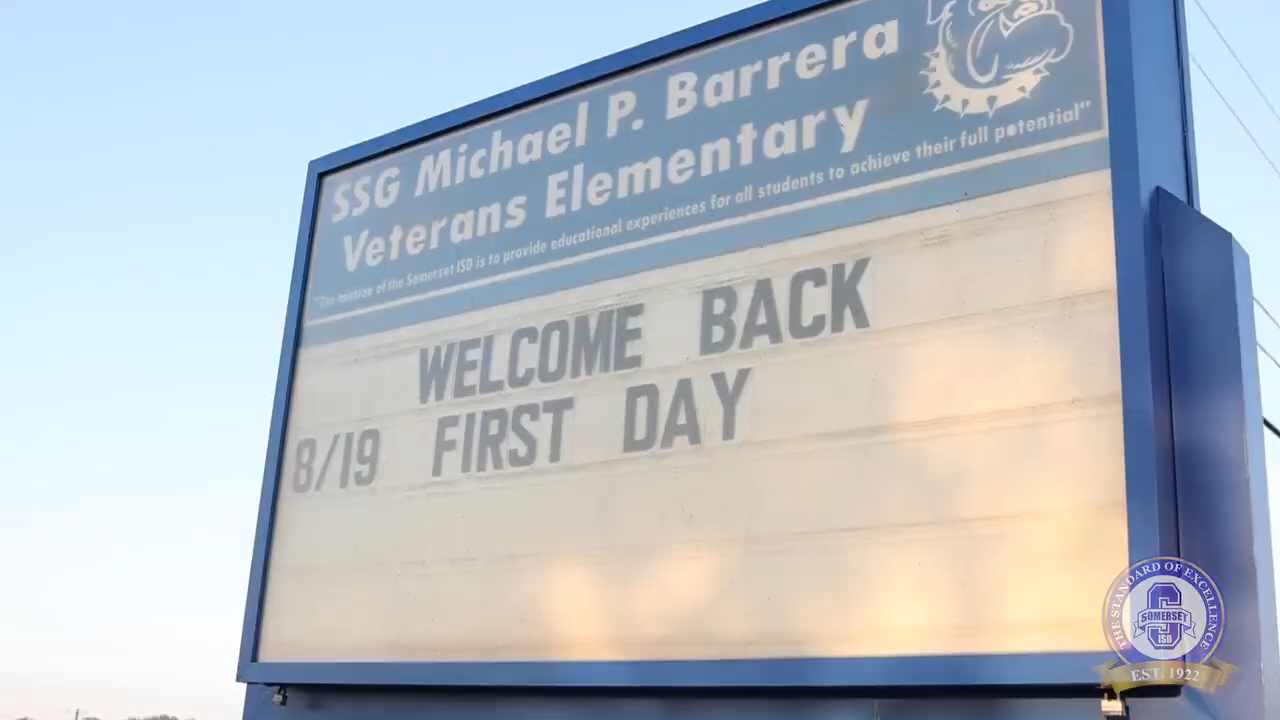 SSG Michael P. Barrera
Veterans Elementary
"The mission of the Somerset ISD is to provide educational experiences for all students to achieve their full potential"
WELCOME BACK
8/19 FIRST DAY
THE STANDARD OF EXCELLENCE
SOMERSET
ISD
EST. 1922